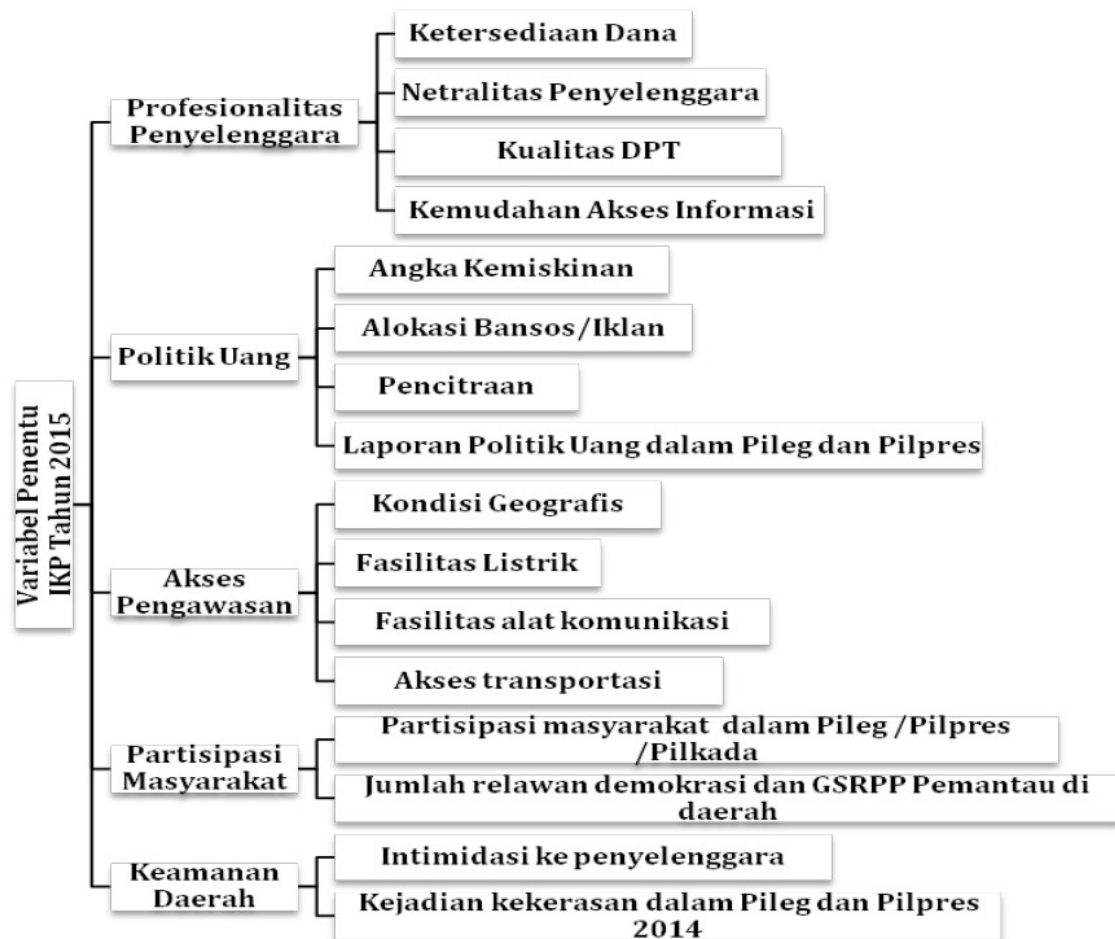 Variabel Penentu
IKP Tahun 2015
Profesionalitas
Penyelenggara
Ketersediaan Dana
Netralitas Penyelenggara
Kualitas DPT
Kemudahan Akses Informasi
Politik Uang
Angka Kemiskinan
Alokasi Bansos/Iklan
Pencitraan
Laporan Politik Uang dalam Pileg dan Pilpres
Akses
Pengawasan
Kondisi Geografis
Fasilitas Listrik
Fasilitas alat komunikasi
Akses transportasi
Partisipasi
Masyarakat
Partisipasi masyarakat dalam Pileg /Pilpres
/Pilkada
Jumlah relawan demokrasi dan GSRPP Pemantau di
daerah
Keamanan
Daerah
Intimidasi ke penyelenggara
Kejadian kekerasan dalam Pileg dan Pilpres
2014